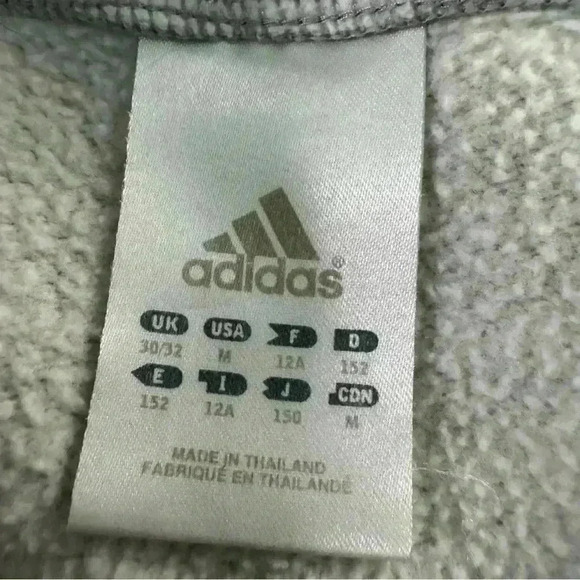 adidas®
UK USA F D
30/32 M 12A 152
E I J CDN
152 12A 150 M
MADE IN THAILAND
FABRIQUÉ EN THAILANDE